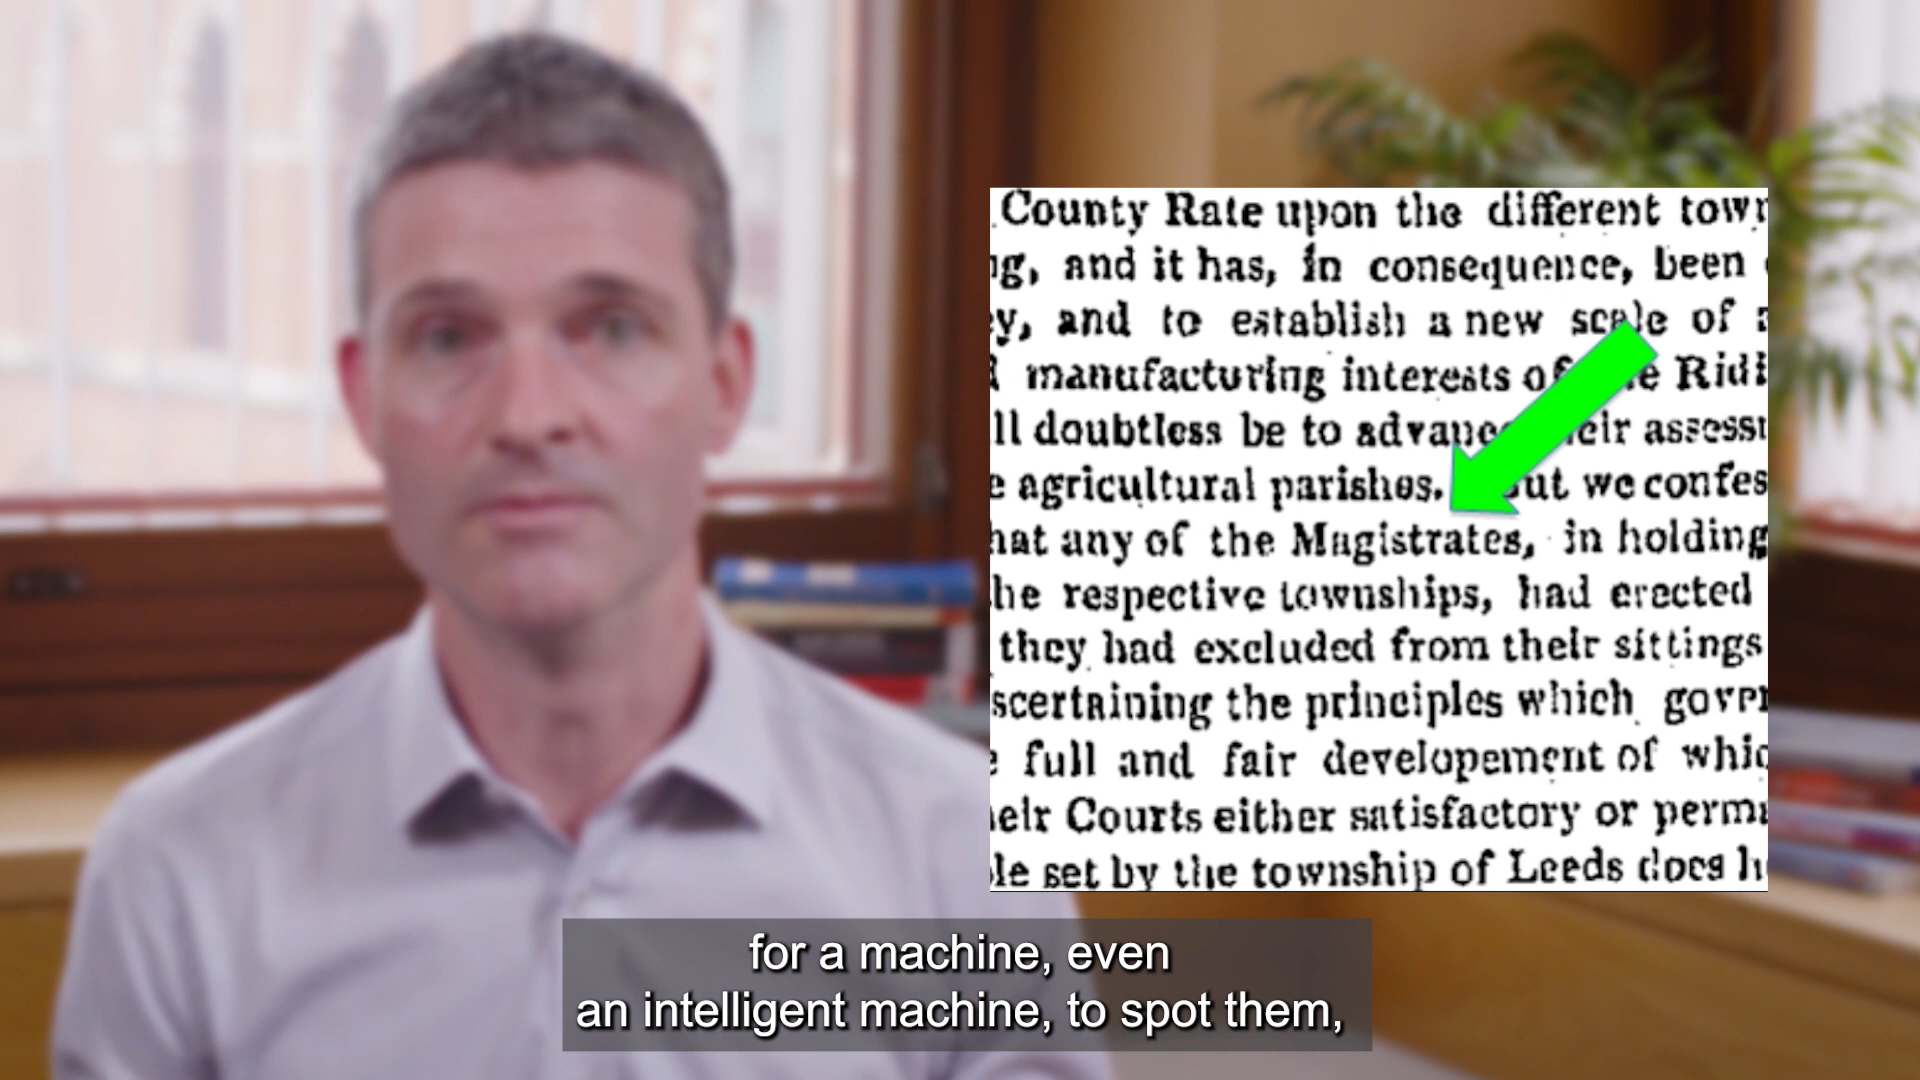 County Rate upon the different town
ng, and it has, in consequence, been
ey, and to establish a new scale of
manufacturing interests of the Ridi
ll doubtless be to advance their assess
e agricultural parishes. But we confes
hat any of the Magistrates, in holding
he respective townships, had erected
they had excluded from their sittings
scertaining the principles which gover
e full and fair developement of whic
heir Courts either satisfactory or perm
le set by the township of Leeds does h
for a machine, even
an intelligent machine, to spot them,